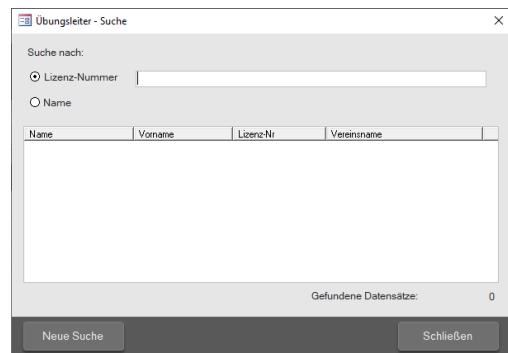 Übungsleiter - Suche
Suche nach:
Lizenz-Nummer
Name
Name Vorname Lizenz-Nr Vereinsname
Gefundene Datensätze: 0
Neue Suche Schließen